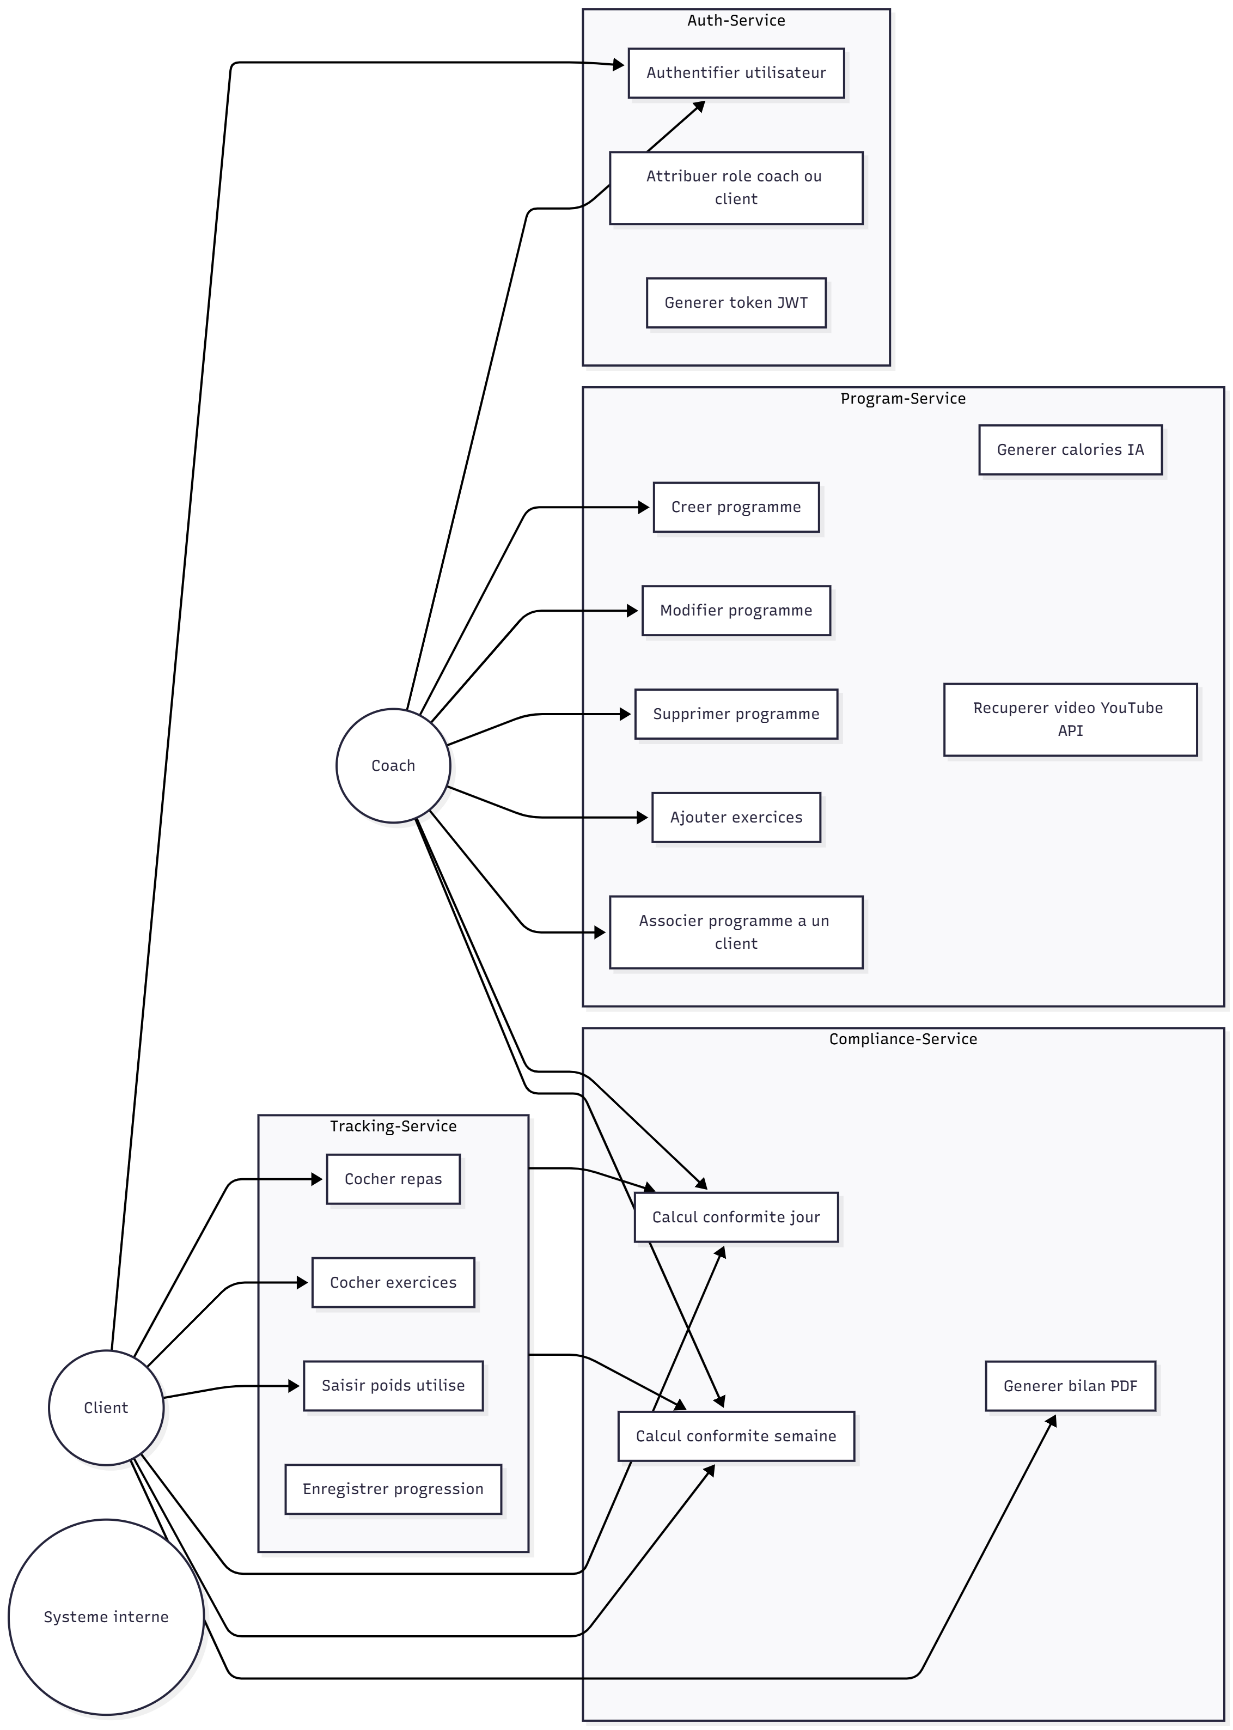 Auth-Service
Authentifier utilisateur
Attribuer role coach ou
client
Generer token JWT
Program-Service
Generer calories IA
Creer programme
Modifier programme
Supprimer programme
Recuperer video YouTube
API
Coach
Ajouter exercices
Associer programme a un
client
Compliance-Service
Tracking-Service
Cocher repas
Calcul conformite jour
Cocher exercices
Saisir poids utilise
Generer bilan PDF
Client
Calcul conformite semaine
Enregistrer progression
Systeme interne